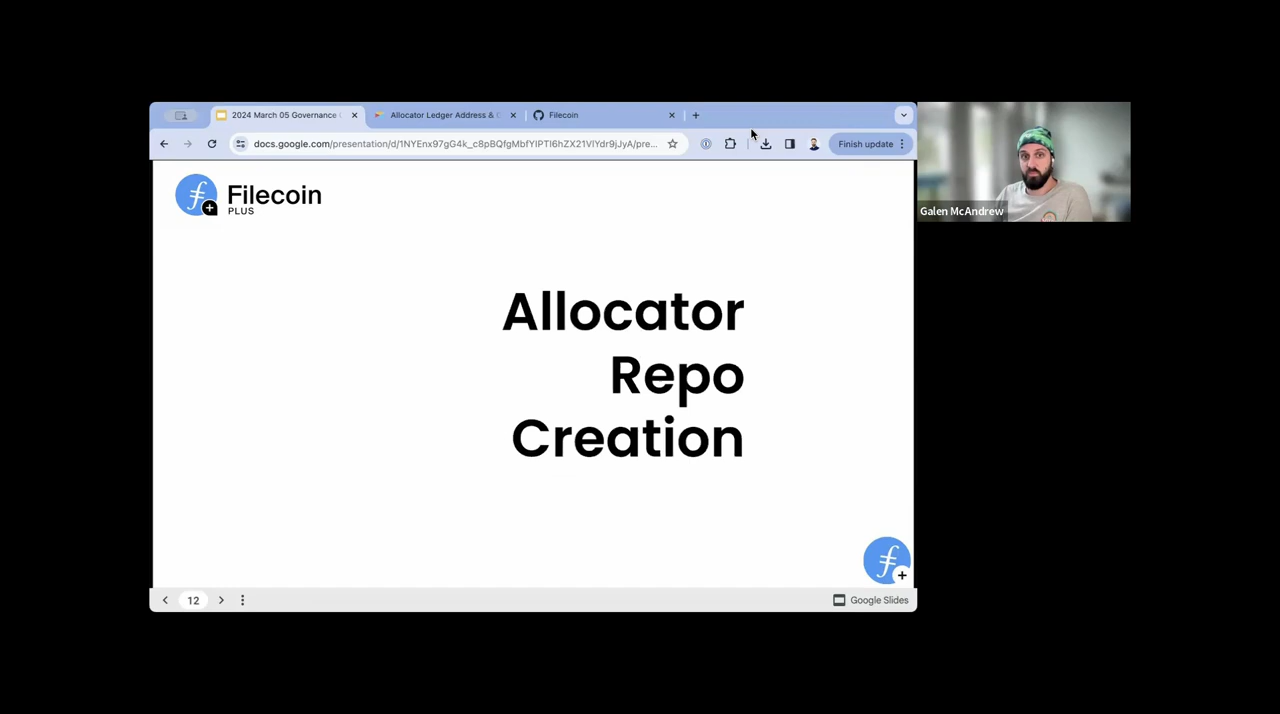 2024 March 05 Governance
Allocator Ledger Address &
Filecoin
docs.google.com/presentation/d/1NYEnx97gG4k_c8pBQfgMbfYIPTI6hZX21VIYdr9jJyA/pre...
Finish update
Filecoin
PLUS
Galen McAndrew
Allocator
Repo
Creation
12
Google Slides